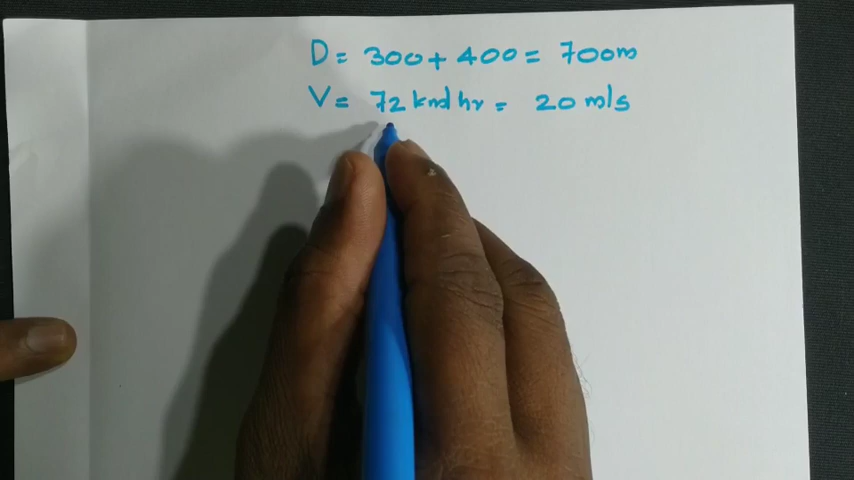 D = 300 + 400 = 700m
V = 72 km/hr = 20 m/s